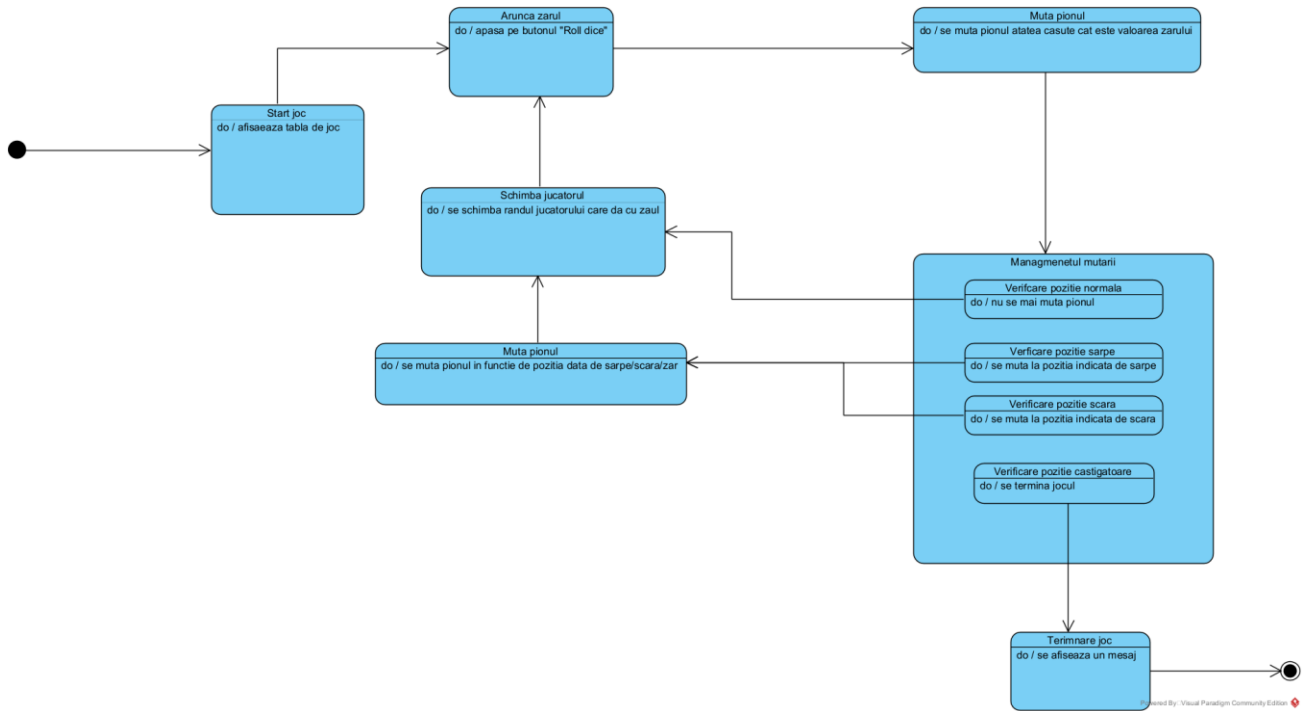 Arunca zarul
do / apasa pe butonul "Roll dice"
Muta pionul
do / se muta pionul atatea casute cat este valoarea zarului
Start joc
do / afisaeaza tabla de joc
Schimba jucatorul
do / se schimba randul jucatorului care da cu zaul
Managmenetul mutarii
Verifcare pozitie normala
do / nu se mai muta pionul
Muta pionul
do / se muta pionul in functie de pozitia data de sarpe/scara/zar
Verficare pozitie sarpe
do / se muta la pozitia indicata de sarpe
Verificare pozitie scara
do / se muta la pozitia indicata de scara
Verificare pozitie castigatoare
do / se termina jocul
Terimnare joc
do / se afiseaza un mesaj
Powered By: Visual Paradigm Community Edition